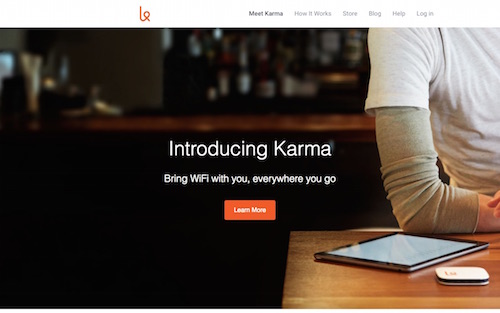 Meet Karma
How It Works
Store
Blog
Help
Log in
Introducing Karma
Bring WiFi with you, everywhere you go
Learn More